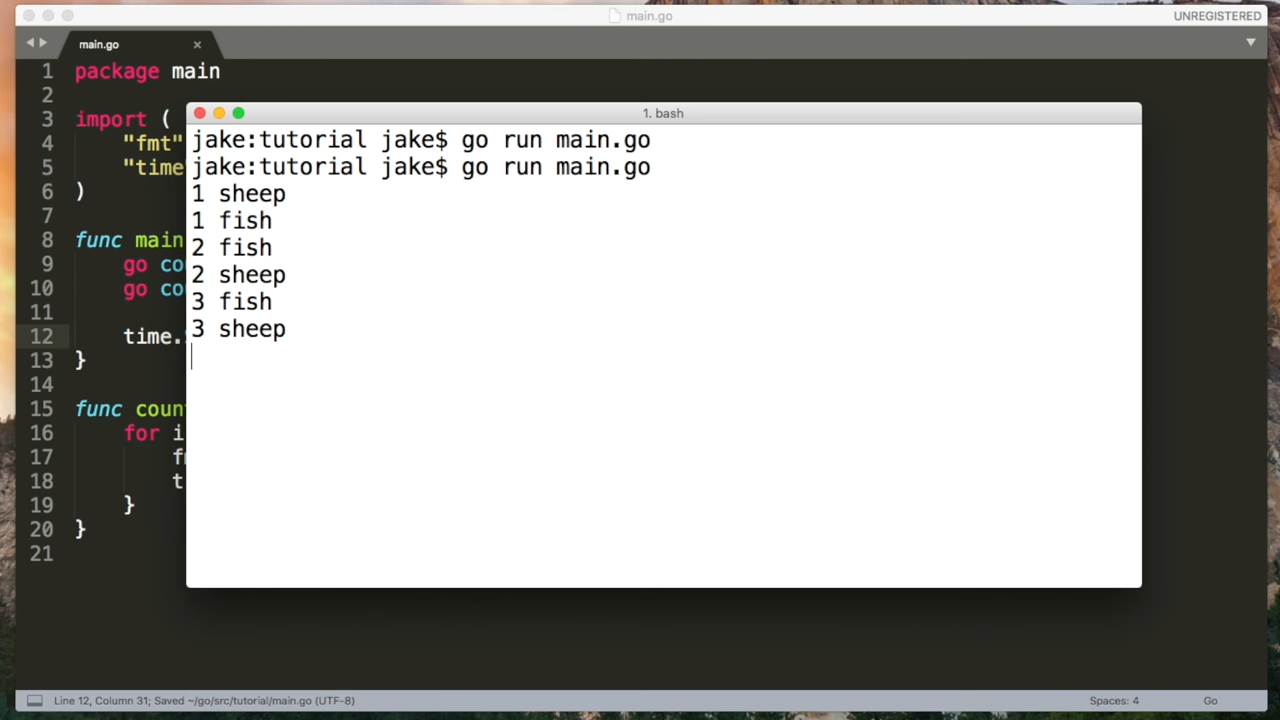 main.go
UNREGISTERED
main.go
1 package main
2
3 import (
4 "fmt"
5 "time
6 )
7
8 func main
9 go co
10 go co
11
12 time.
13 }
14
15 func coun
16 for i
17 f
18 t
19 }
20 }
21
1. bash
jake:tutorial jake$ go run main.go
jake:tutorial jake$ go run main.go
1 sheep
1 fish
2 fish
2 sheep
3 fish
3 sheep
Line 12, Column 31; Saved ~/go/src/tutorial/main.go (UTF-8)
Spaces: 4
Go